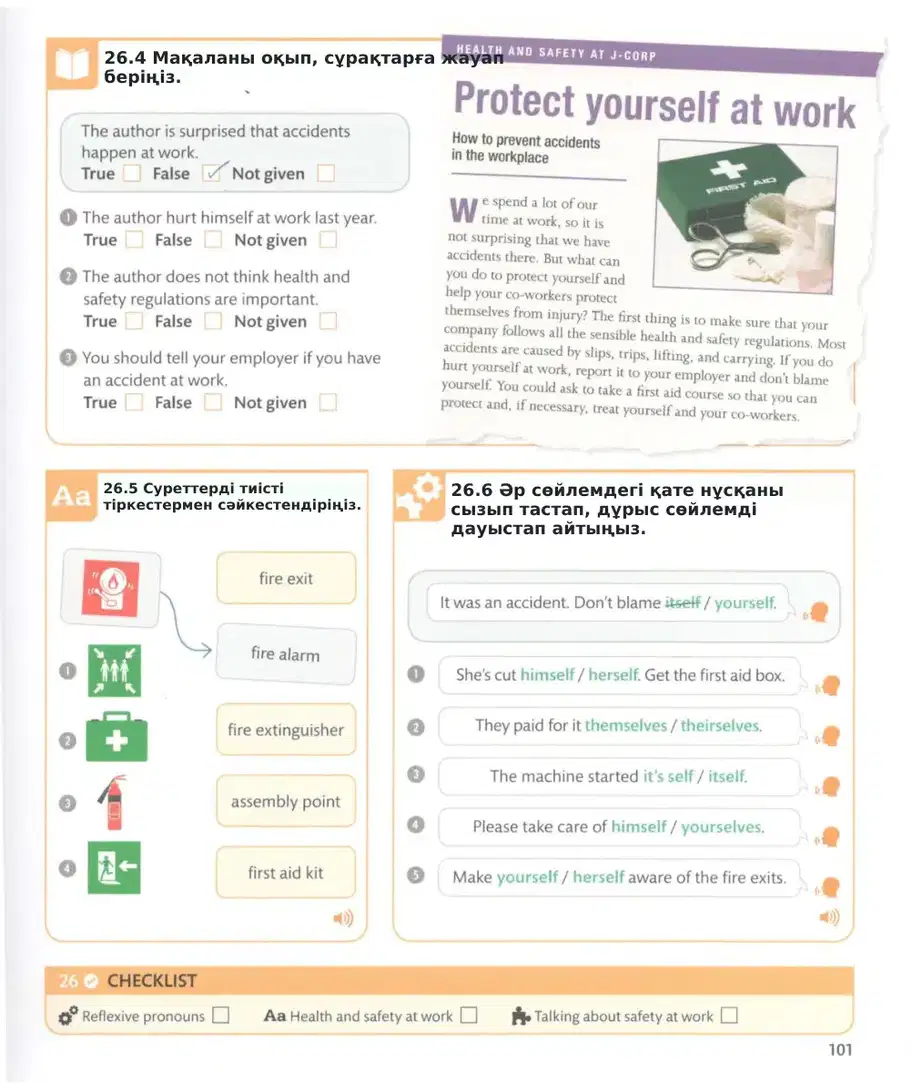 26.4 Мақаланы оқып, сұрақтарға жауап
беріңіз.
The author is surprised that accidents
happen at work.
True False Not given
1 The author hurt himself at work last year.
True False Not given
2 The author does not think health and
safety regulations are important.
True False Not given
3 You should tell your employer if you have
an accident at work.
True False Not given
HEALTH AND SAFETY AT J-CORP
Protect yourself at work
How to prevent accidents
in the workplace
We spend a lot of our
time at work, so it is
not surprising that we have
accidents there. But what can
you do to protect yourself and
help your co-workers protect
themselves from injury? The first thing is to make sure that your
company follows all the sensible health and safety regulations. Most
accidents are caused by slips, trips, lifting, and carrying. If you do
hurt yourself at work, report it to your employer and don't blame
yourself. You could ask to take a first aid course so that you can
protect and, if necessary, treat yourself and your co-workers.
FIRST AID
Aa 26.5 Суреттерді тиісті
тіркестермен сәйкестендіріңіз.
fire exit
fire alarm
1
fire extinguisher
2
assembly point
3
first aid kit
4
26.6 Әр сөйлемдегі қате нұсқаны
сызып тастап, дұрыс сөйлемді
дауыстап айтыңыз.
It was an accident. Don't blame itself / yourself.
1 She's cut himself / herself. Get the first aid box.
2 They paid for it themselves / theirselves.
3 The machine started it's self / itself.
4 Please take care of himself / yourselves.
5 Make yourself / herself aware of the fire exits.
26 CHECKLIST
Reflexive pronouns Aa Health and safety at work Talking about safety at work
101